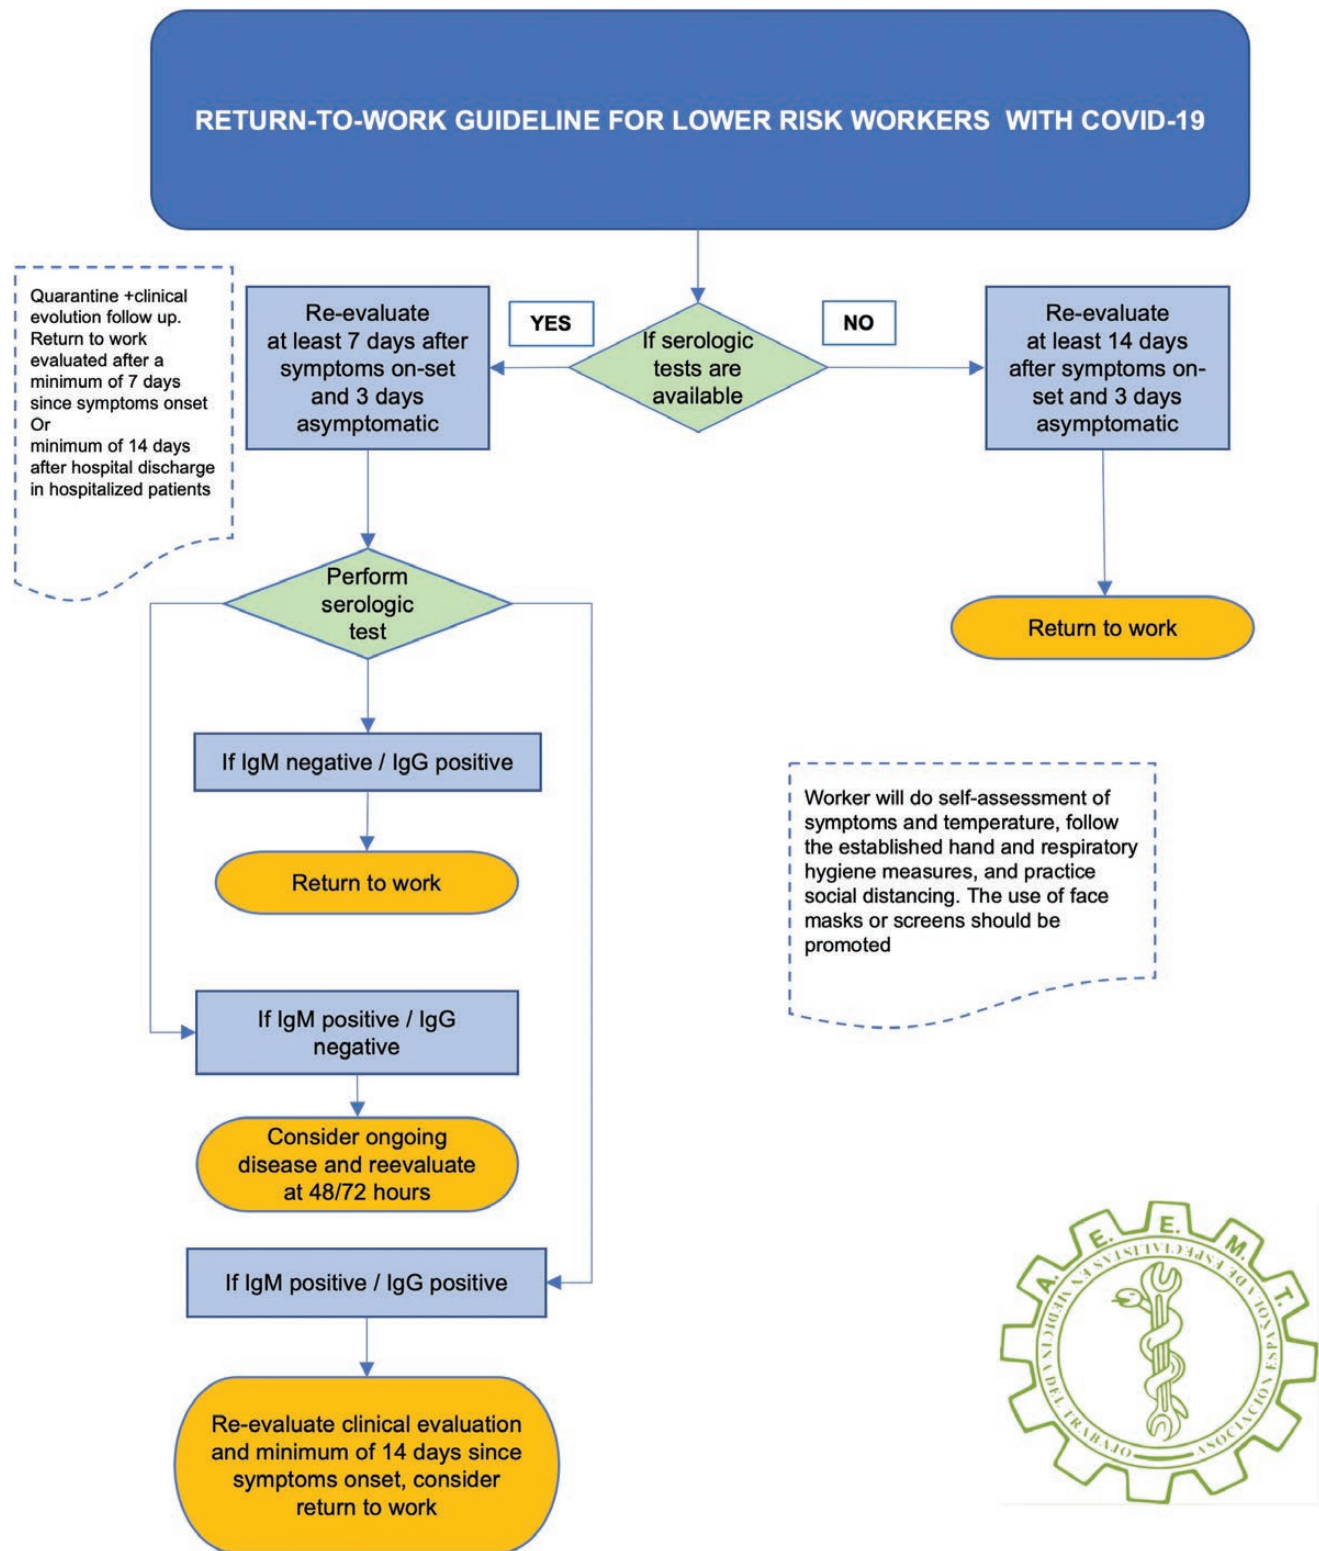 RETURN-TO-WORK GUIDELINE FOR LOWER RISK WORKERS WITH COVID-19
Quarantine +clinical
evolution follow up.
Return to work
evaluated after a
minimum of 7 days
since symptoms onset
Or
minimum of 14 days
after hospital discharge
in hospitalized patients
Re-evaluate
at least 7 days after
symptoms on-set
and 3 days
asymptomatic
YES
If serologic
tests are
available
NO
Re-evaluate
at least 14 days
after symptoms on-
set and 3 days
asymptomatic
Perform
serologic
test
Return to work
If IgM negative / IgG positive
Return to work
Worker will do self-assessment of
symptoms and temperature, follow
the established hand and respiratory
hygiene measures, and practice
social distancing. The use of face
masks or screens should be
promoted
If IgM positive / IgG
negative
Consider ongoing
disease and reevaluate
at 48/72 hours
If IgM positive / IgG positive
Re-evaluate clinical evaluation
and minimum of 14 days since
symptoms onset, consider
return to work
A. E. E. M. T.
ASOCIACIÓN ESPAÑOLA DE ESPECIALISTAS EN MEDICINA DEL TRABAJO